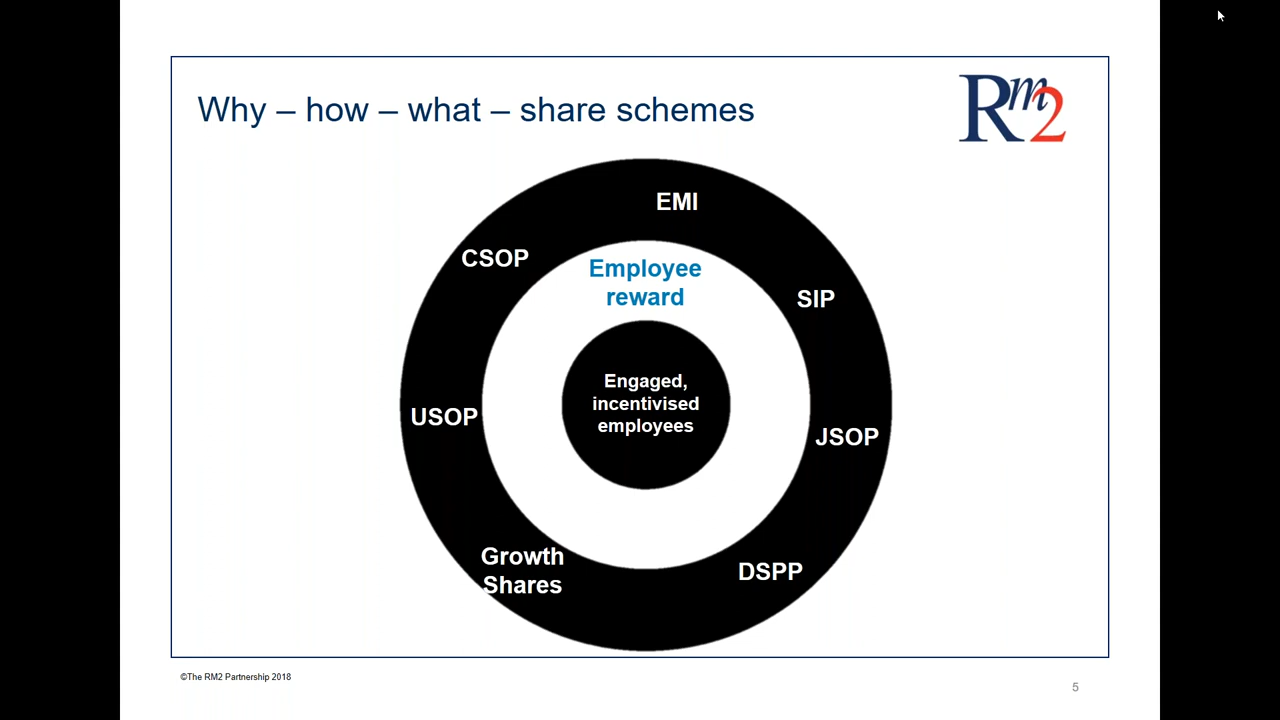 Why – how – what – share schemes
Rm2
EMI
CSOP
Employee
reward
SIP
Engaged,
incentivised
employees
USOP
JSOP
Growth
Shares
DSPP
©The RM2 Partnership 2018
5